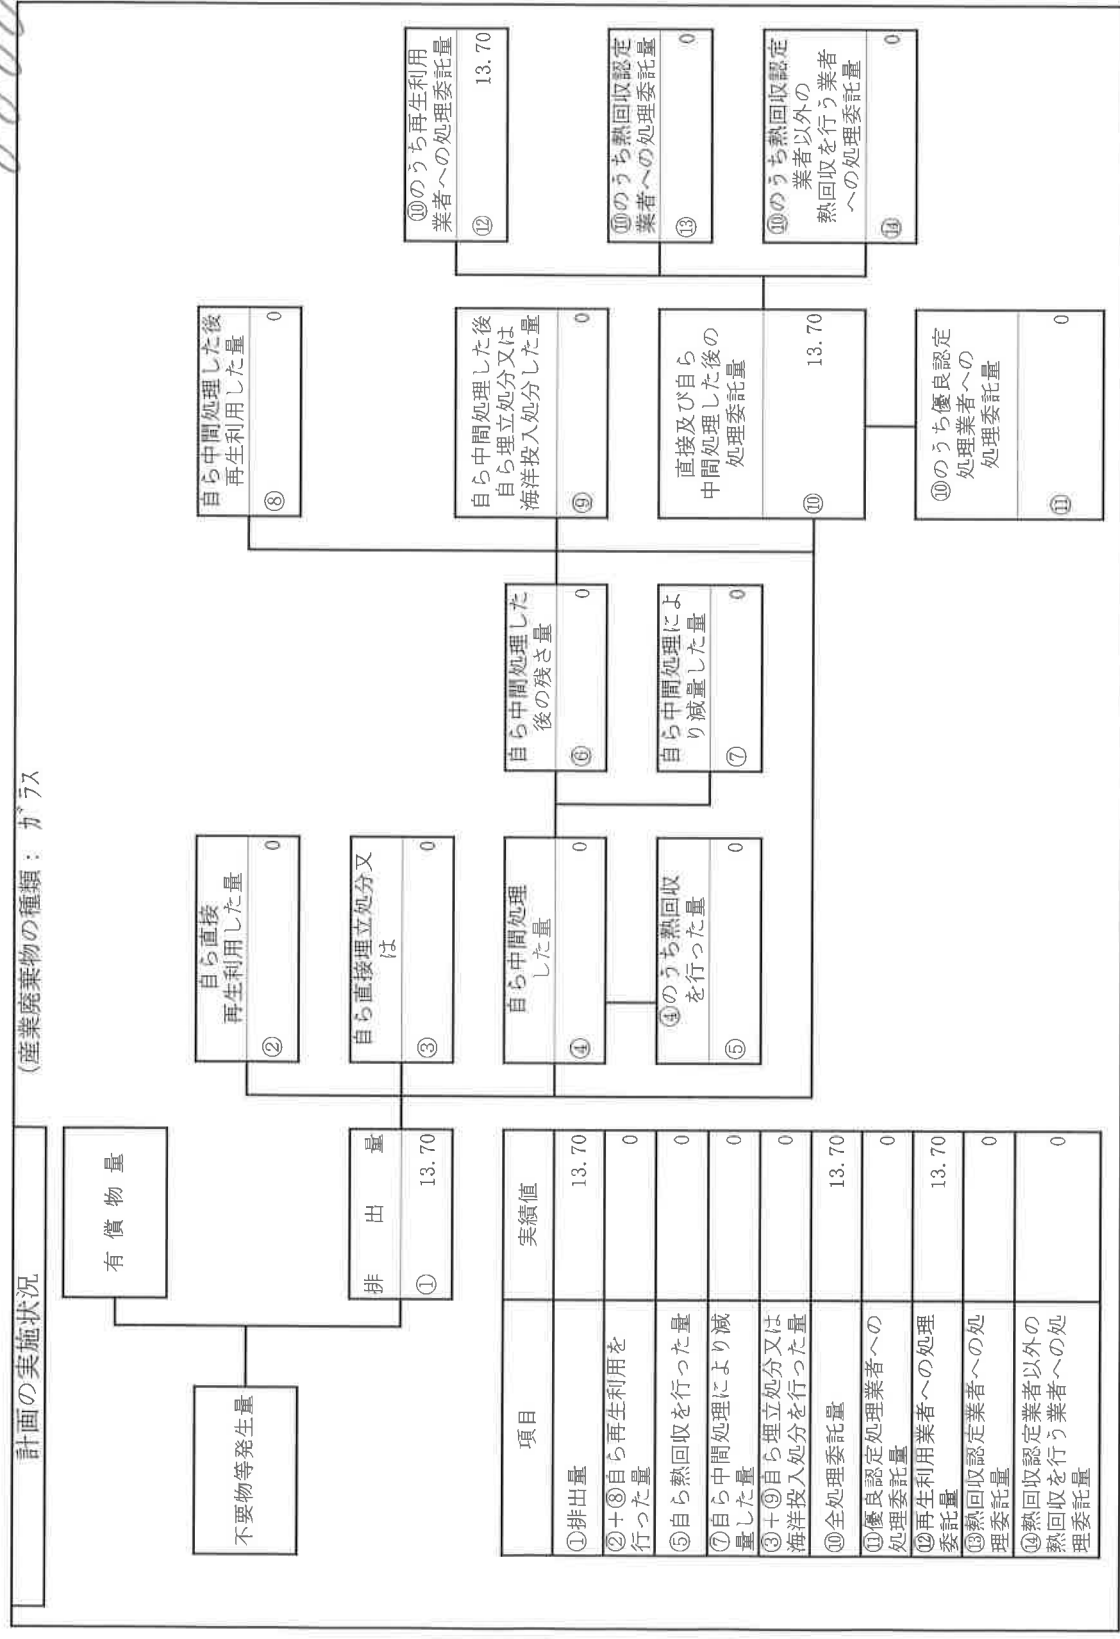 計画の実施状況
(産業廃棄物の種類： ガラス
不要物等発生量
有 償 物 量
排 出 量
① 13.70
自ら直接
再生利用した量
② 0
自ら直接埋立処分又
は
③ 0
自ら中間処理
した量
④ 0
④のうち熱回収
を行った量
⑤ 0
自ら中間処理した
後の残さ量
⑥ 0
自ら中間処理によ
り減量した量
⑦ 0
自ら中間処理した後
再生利用した量
⑧ 0
自ら中間処理した後
自ら埋立処分又は
海洋投入処分した量
⑨ 0
直接及び自ら
中間処理した後の
処理委託量
⑩ 13.70
⑩のうち優良認定
処理業者への
処理委託量
⑪ 0
⑩のうち再生利用
業者への処理委託量
⑫ 13.70
⑩のうち熱回収認定
業者への処理委託量
⑬ 0
⑩のうち熱回収認定
業者以外の
熱回収を行う業者
への処理委託量
⑭ 0
項目 実績値
①排出量 13.70
②＋⑧自ら再生利用を
行った量 0
⑤自ら熱回収を行った量 0
⑦自ら中間処理により減
量した量 0
③＋⑨自ら埋立処分又は
海洋投入処分を行った量 0
⑩全処理委託量 13.70
⑪優良認定処理業者への
処理委託量 0
⑫再生利用業者への処理
委託量 13.70
⑬熱回収認定業者への処
理委託量 0
⑭熱回収認定業者以外の
熱回収を行う業者への処
理委託量 0